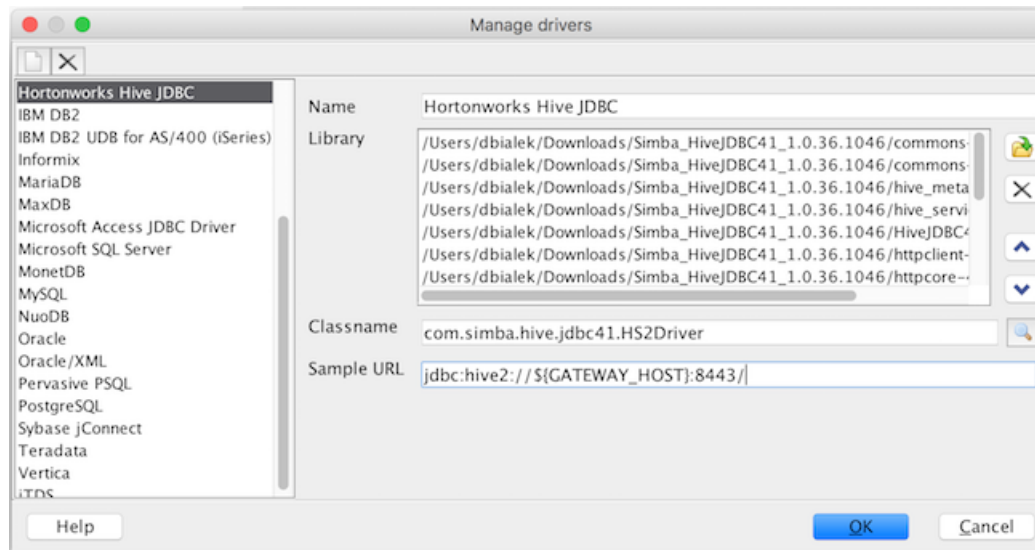 Manage drivers
Hortonworks Hive JDBC
IBM DB2
IBM DB2 UDB for AS/400 (iSeries)
Informix
MariaDB
MaxDB
Microsoft Access JDBC Driver
Microsoft SQL Server
MonetDB
MySQL
NuoDB
Oracle
Oracle/XML
Pervasive PSQL
PostgreSQL
Sybase jConnect
Teradata
Vertica
jTDS
Name Hortonworks Hive JDBC
Library
/Users/dbialek/Downloads/Simba_HiveJDBC41_1.0.36.1046/commons-
/Users/dbialek/Downloads/Simba_HiveJDBC41_1.0.36.1046/commons-
/Users/dbialek/Downloads/Simba_HiveJDBC41_1.0.36.1046/hive_meta
/Users/dbialek/Downloads/Simba_HiveJDBC41_1.0.36.1046/hive_servi
/Users/dbialek/Downloads/Simba_HiveJDBC41_1.0.36.1046/HiveJDBC4
/Users/dbialek/Downloads/Simba_HiveJDBC41_1.0.36.1046/httpclient-
/Users/dbialek/Downloads/Simba_HiveJDBC41_1.0.36.1046/httpcore-
Classname com.simba.hive.jdbc41.HS2Driver
Sample URL jdbc:hive2://${GATEWAY_HOST}:8443/
Help OK Cancel